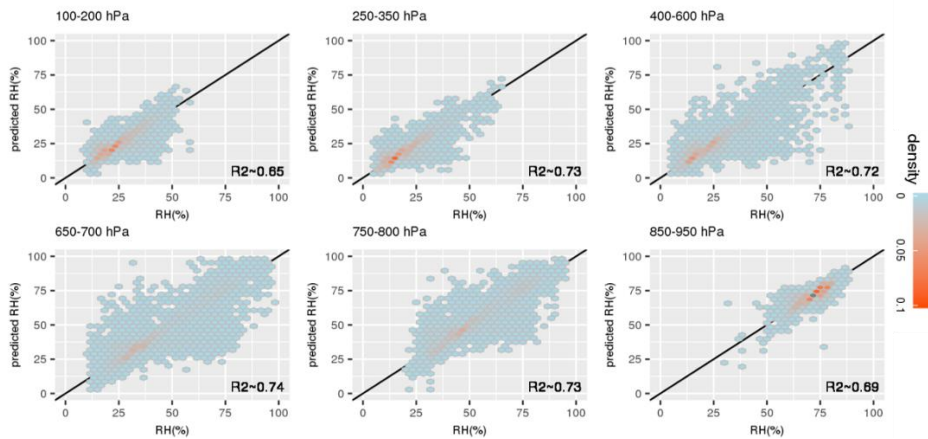 100-200 hPa
250-350 hPa
400-600 hPa
predicted RH(%)
100
75
50
25
0
R2~0.65
0 25 50 75 100
RH(%)
predicted RH(%)
100
75
50
25
0
R2~0.73
0 25 50 75 100
RH(%)
predicted RH(%)
100
75
50
25
0
R2~0.72
0 25 50 75 100
RH(%)
650-700 hPa
750-800 hPa
850-950 hPa
predicted RH(%)
100
75
50
25
0
R2~0.74
0 25 50 75 100
RH(%)
predicted RH(%)
100
75
50
25
0
R2~0.73
0 25 50 75 100
RH(%)
predicted RH(%)
100
75
50
25
0
R2~0.69
0 25 50 75 100
RH(%)
density
0
0.05
0.1